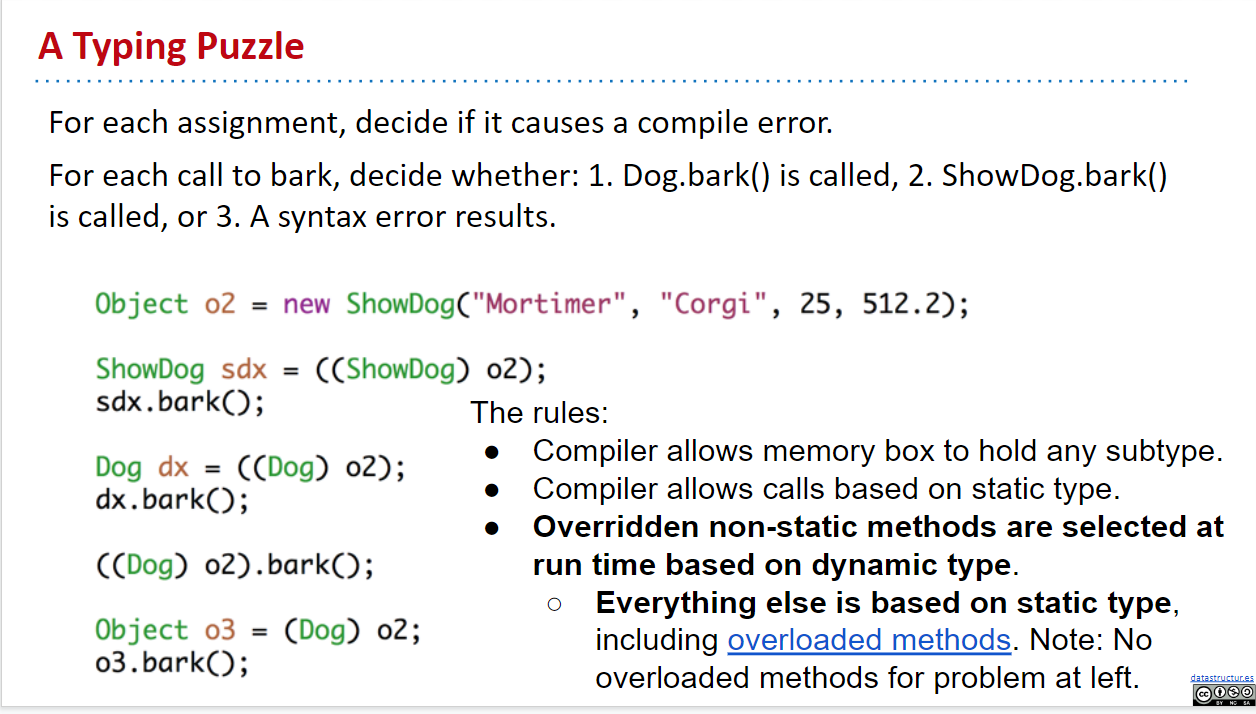 A Typing Puzzle
For each assignment, decide if it causes a compile error.
For each call to bark, decide whether: 1. Dog.bark() is called, 2. ShowDog.bark()
is called, or 3. A syntax error results.
Object o2 = new ShowDog("Mortimer", "Corgi", 25, 512.2);
ShowDog sdx = ((ShowDog) o2);
sdx.bark();
Dog dx = ((Dog) o2);
dx.bark();
((Dog) o2).bark();
Object o3 = (Dog) o2;
o3.bark();
The rules:
● Compiler allows memory box to hold any subtype.
● Compiler allows calls based on static type.
● Overridden non-static methods are selected at
run time based on dynamic type.
○ Everything else is based on static type,
including overloaded methods. Note: No
overloaded methods for problem at left.
datastructur.es
cc
BY NC SA